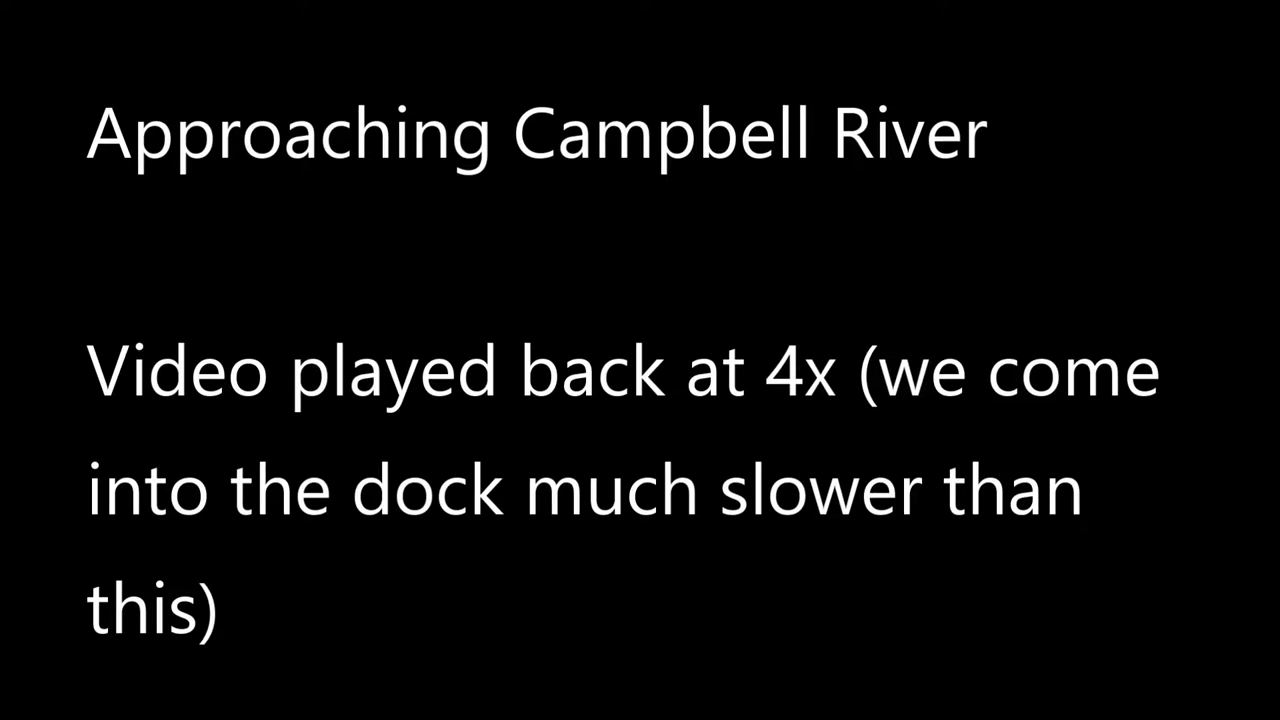 Approaching Campbell River
Video played back at 4x (we come
into the dock much slower than
this)